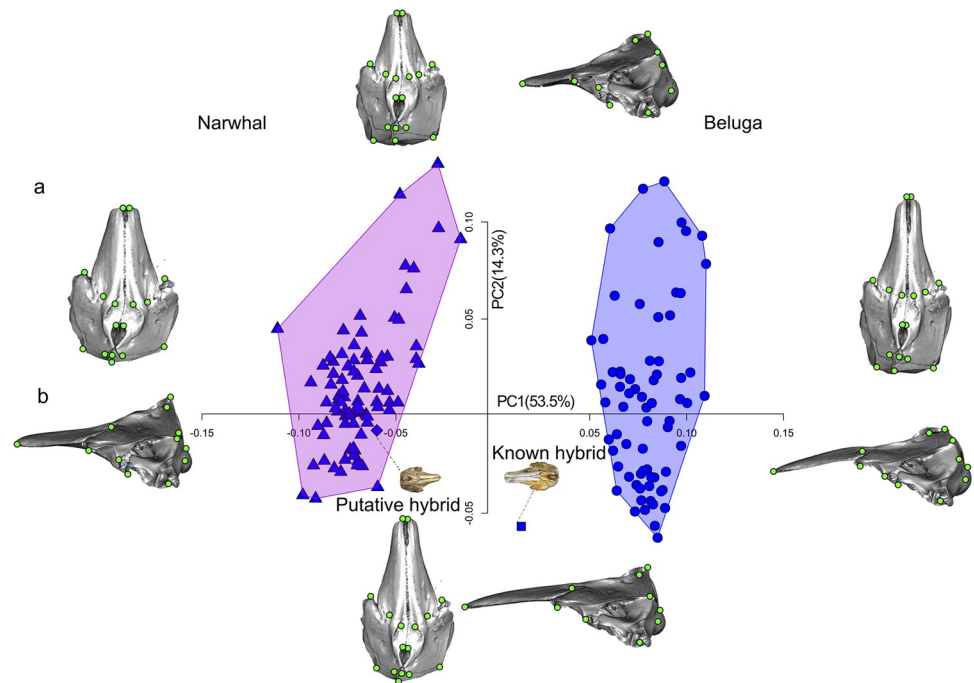 Narwhal
Beluga
a
0.10
PC2(14.3%)
0.05
b
PC1(53.5%)
-0.15
-0.10
-0.05
0.05
0.10
0.15
Known hybrid
Putative hybrid
-0.05